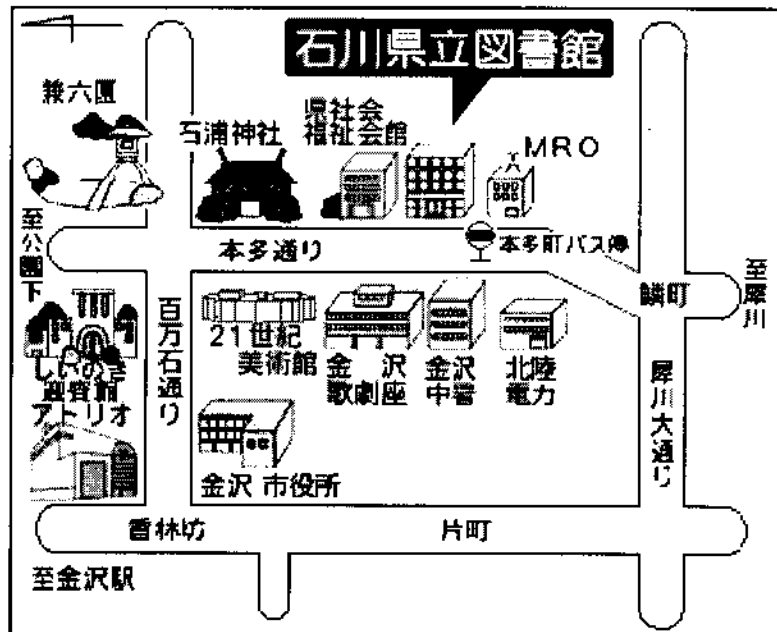 石川県立図書館
兼六園
石浦神社
県社会
福祉会館
MRO
至公園下
本多通り
本多町バス停
至犀川
鱗町
百万石通り
21世紀
美術館
金沢
歌劇座
金沢
中署
北陸
電力
しいのき
迎賓館
アトリオ
金沢市役所
犀川大通り
香林坊
片町
至金沢駅